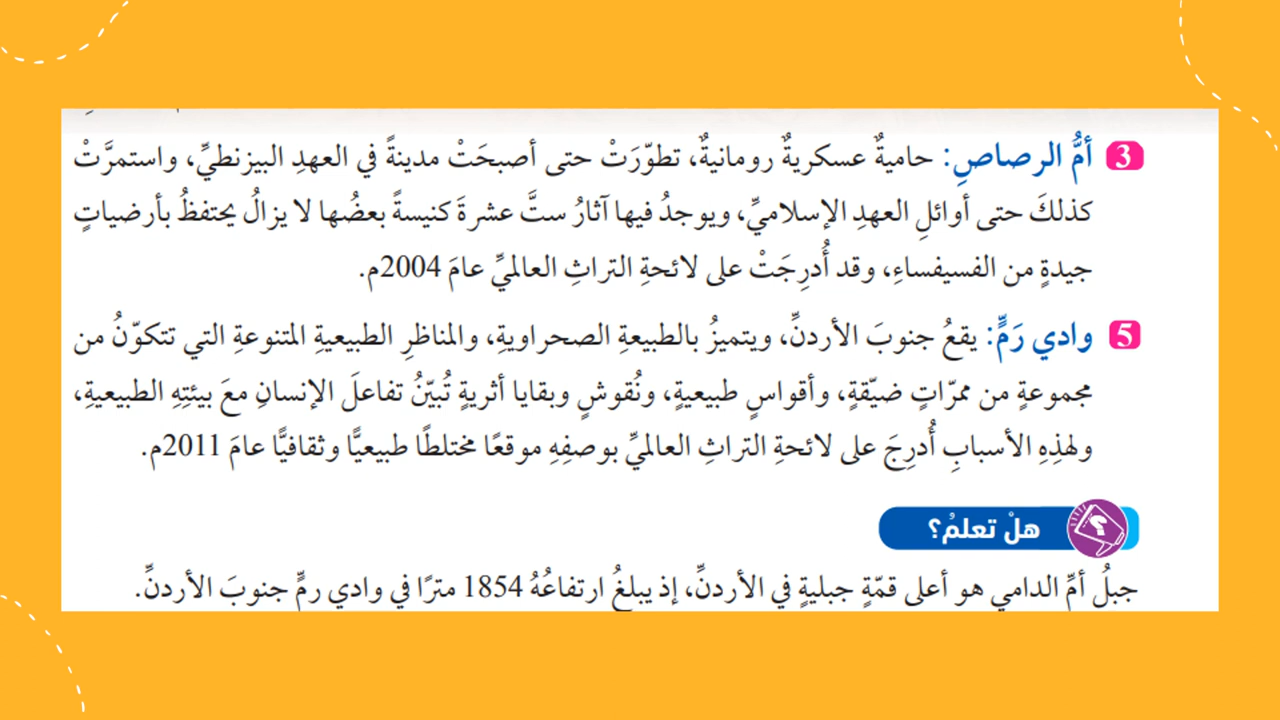 3 أمُّ الرصاصِ: حاميةٌ عسكريةٌ رومانيةٌ، تطوّرَتْ حتى أصبحَتْ مدينةً في العهدِ البيزنطيِّ، واستمرَّتْ
كذلكَ حتى أوائلِ العهدِ الإسلاميِّ، ويوجدُ فيها آثارُ ستَّ عشرةَ كنيسةً بعضُها لا يزالُ يحتفظُ بأرضياتٍ
جيدةٍ من الفسيفساءِ، وقد أُدرِجَتْ على لائحةِ التراثِ العالميِّ عامَ 2004م.
5 وادي رَمٍّ: يقعُ جنوبَ الأردنِّ، ويتميزُ بالطبيعةِ الصحراويةِ، والمناظرِ الطبيعيةِ المتنوعةِ التي تتكوّنُ من
مجموعةٍ من ممرّاتٍ ضيّقةٍ، وأقواسٍ طبيعيةٍ، ونُقوشٍ وبقايا أثريةٍ تُبيّنُ تفاعلَ الإنسانِ معَ بيئتِهِ الطبيعيةِ،
ولهذِهِ الأسبابِ أُدرِجَ على لائحةِ التراثِ العالميِّ بوصفِهِ موقعًا مختلطًا طبيعيًّا وثقافيًّا عامَ 2011م.
هلْ تعلمُ؟
جبلُ أمِّ الدامي هو أعلى قمّةٍ جبليةٍ في الأردنِّ، إذ يبلغُ ارتفاعُهُ 1854 مترًا في وادي رمٍّ جنوبَ الأردنِّ.